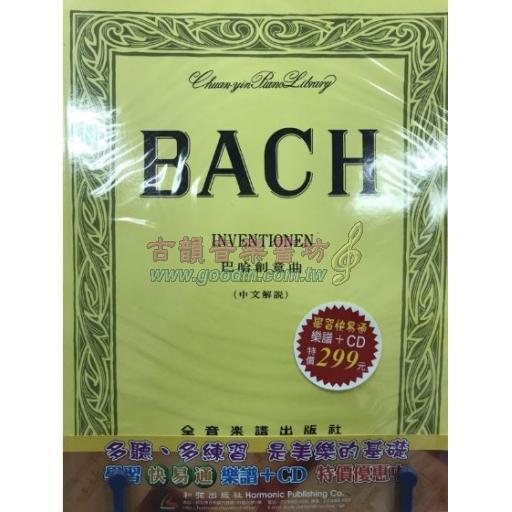 Chuan-yin Piano Library
BACH
INVENTIONEN
古韻音樂書坊
巴哈創意曲
www.goodm.com.tw
(中文解說)
學習快易通
樂譜+CD
特價299元
全音樂譜出版社
多聽、多練習 是美樂的基礎
學習快易通 樂譜+CD 特價優惠中
和弦出版社 Harmonic Publishing Co.